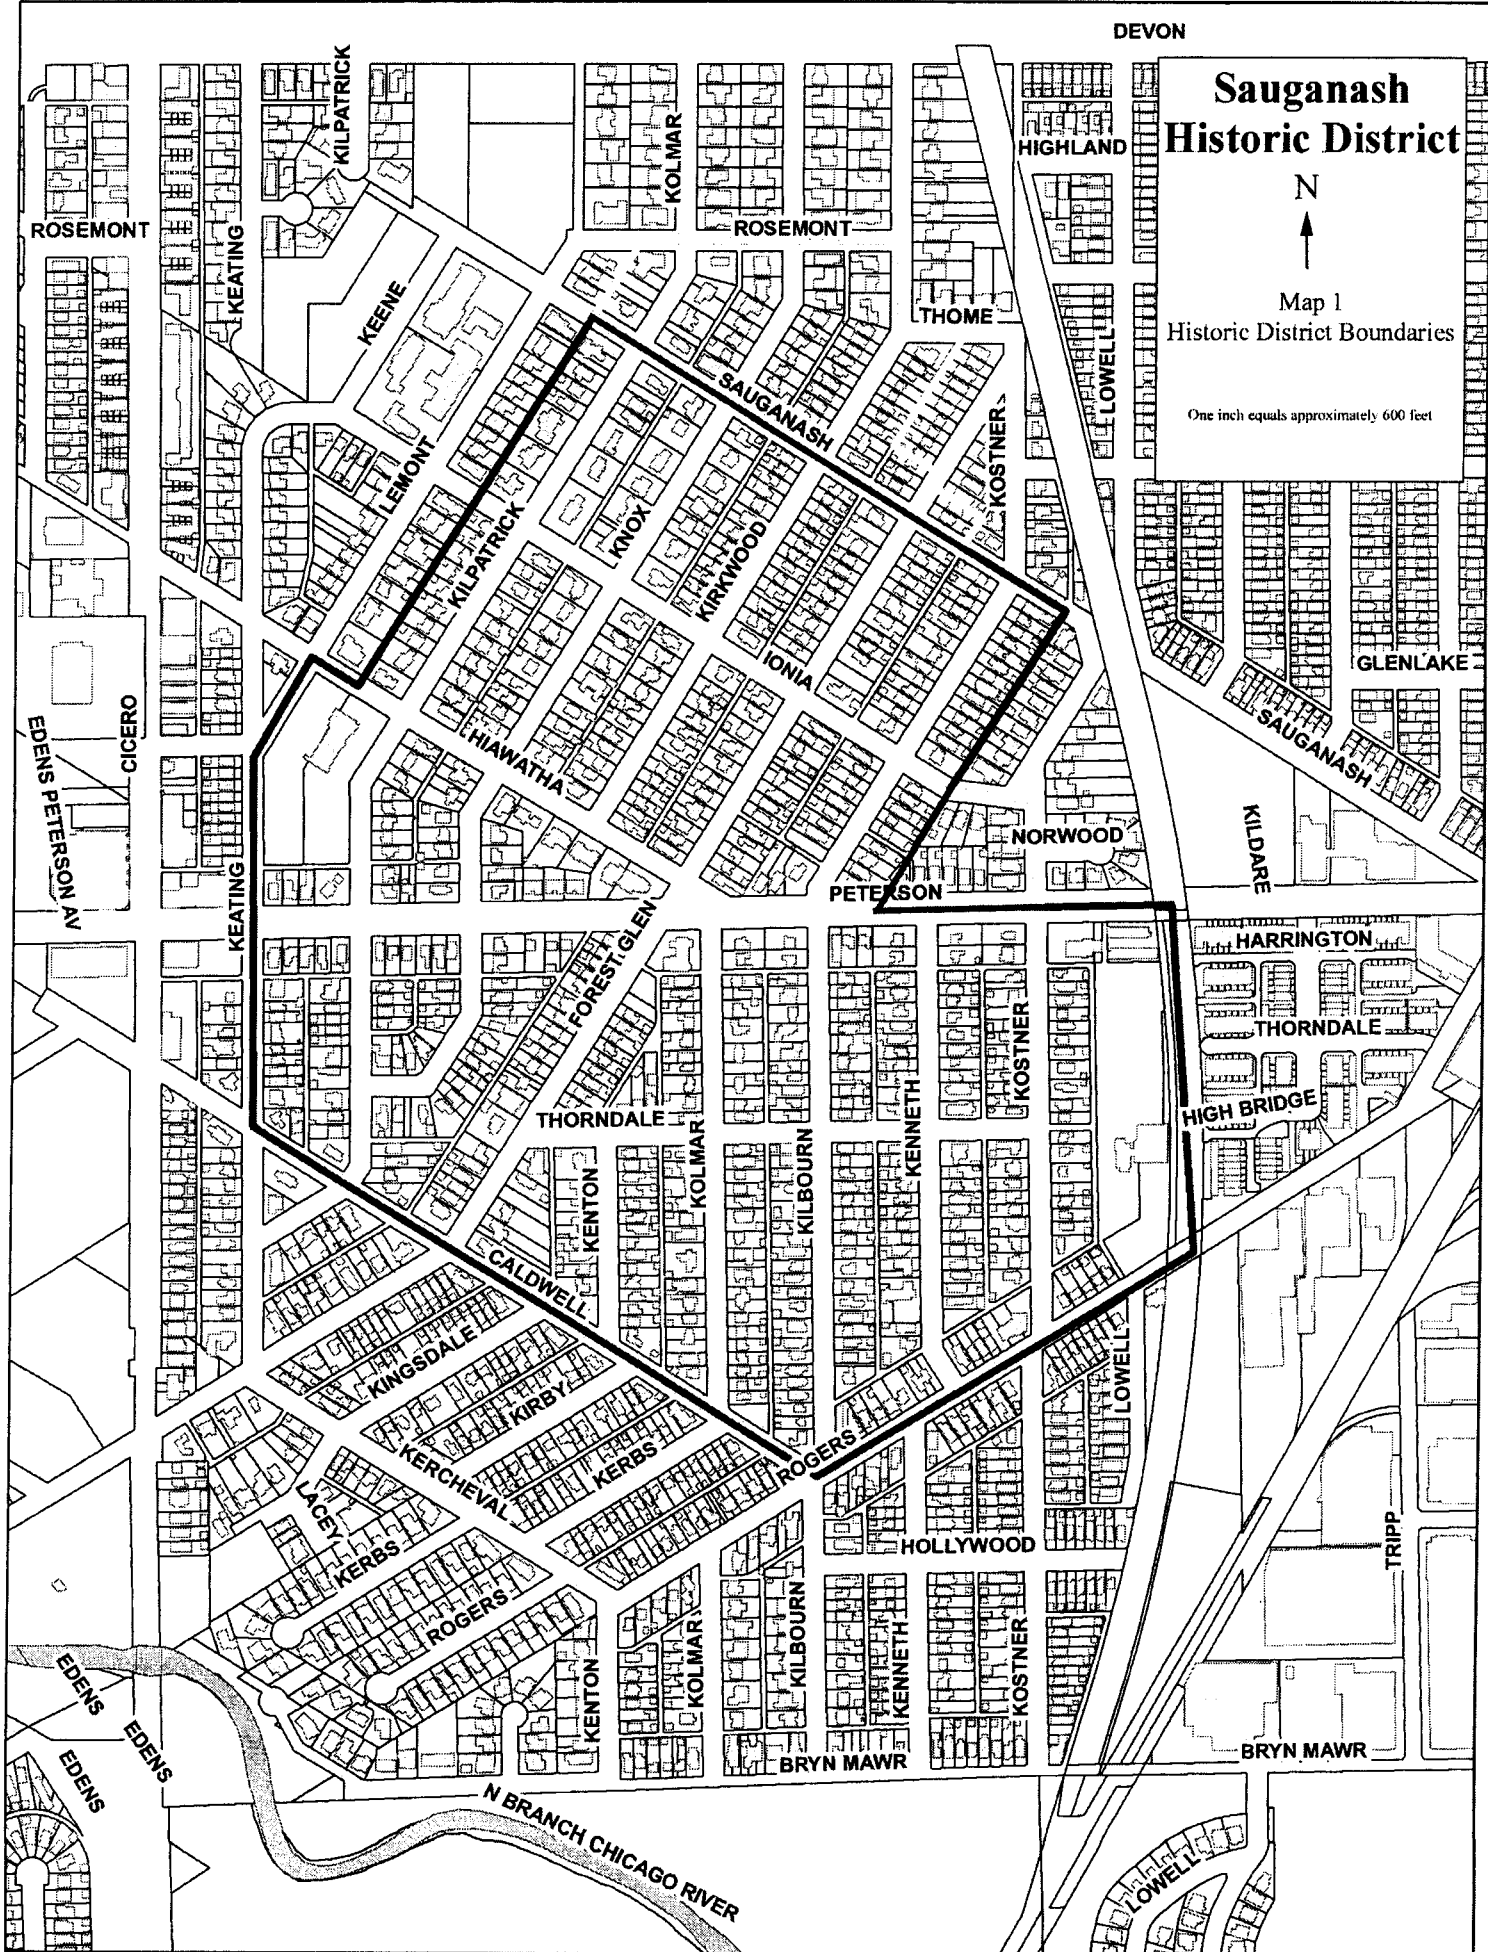 DEVON
Sauganash
Historic District
N
Map 1
Historic District Boundaries
One inch equals approximately 600 feet
KILPATRICK
KOLMAR
HIGHLAND
ROSEMONT
ROSEMONT
KEATING
KEENE
THOME
LOWELL
SAUGANASH
KOSTNER
LEMONT
KILPATRICK
KNOX
KIRKWOOD
IONIA
GLENLAKE
SAUGANASH
CICERO
EDENS PETERSON AV
HIAWATHA
NORWOOD
KILDARE
PETERSON
KEATING
FOREST GLEN
HARRINGTON
THORNDALE
KOSTNER
HIGH BRIDGE
THORNDALE
KENNETH
KOLMAR
KILBOURN
KENTON
CALDWELL
KINGSDALE
KIRBY
LOWELL
KERCHEVAL
KERBS
ROGERS
LACEY
KERBS
HOLLYWOOD
TRIPP
ROGERS
KENTON
KOLMAR
KILBOURN
KENNETH
KOSTNER
EDENS
EDENS
EDENS
BRYN MAWR
BRYN MAWR
N BRANCH CHICAGO RIVER
LOWELL